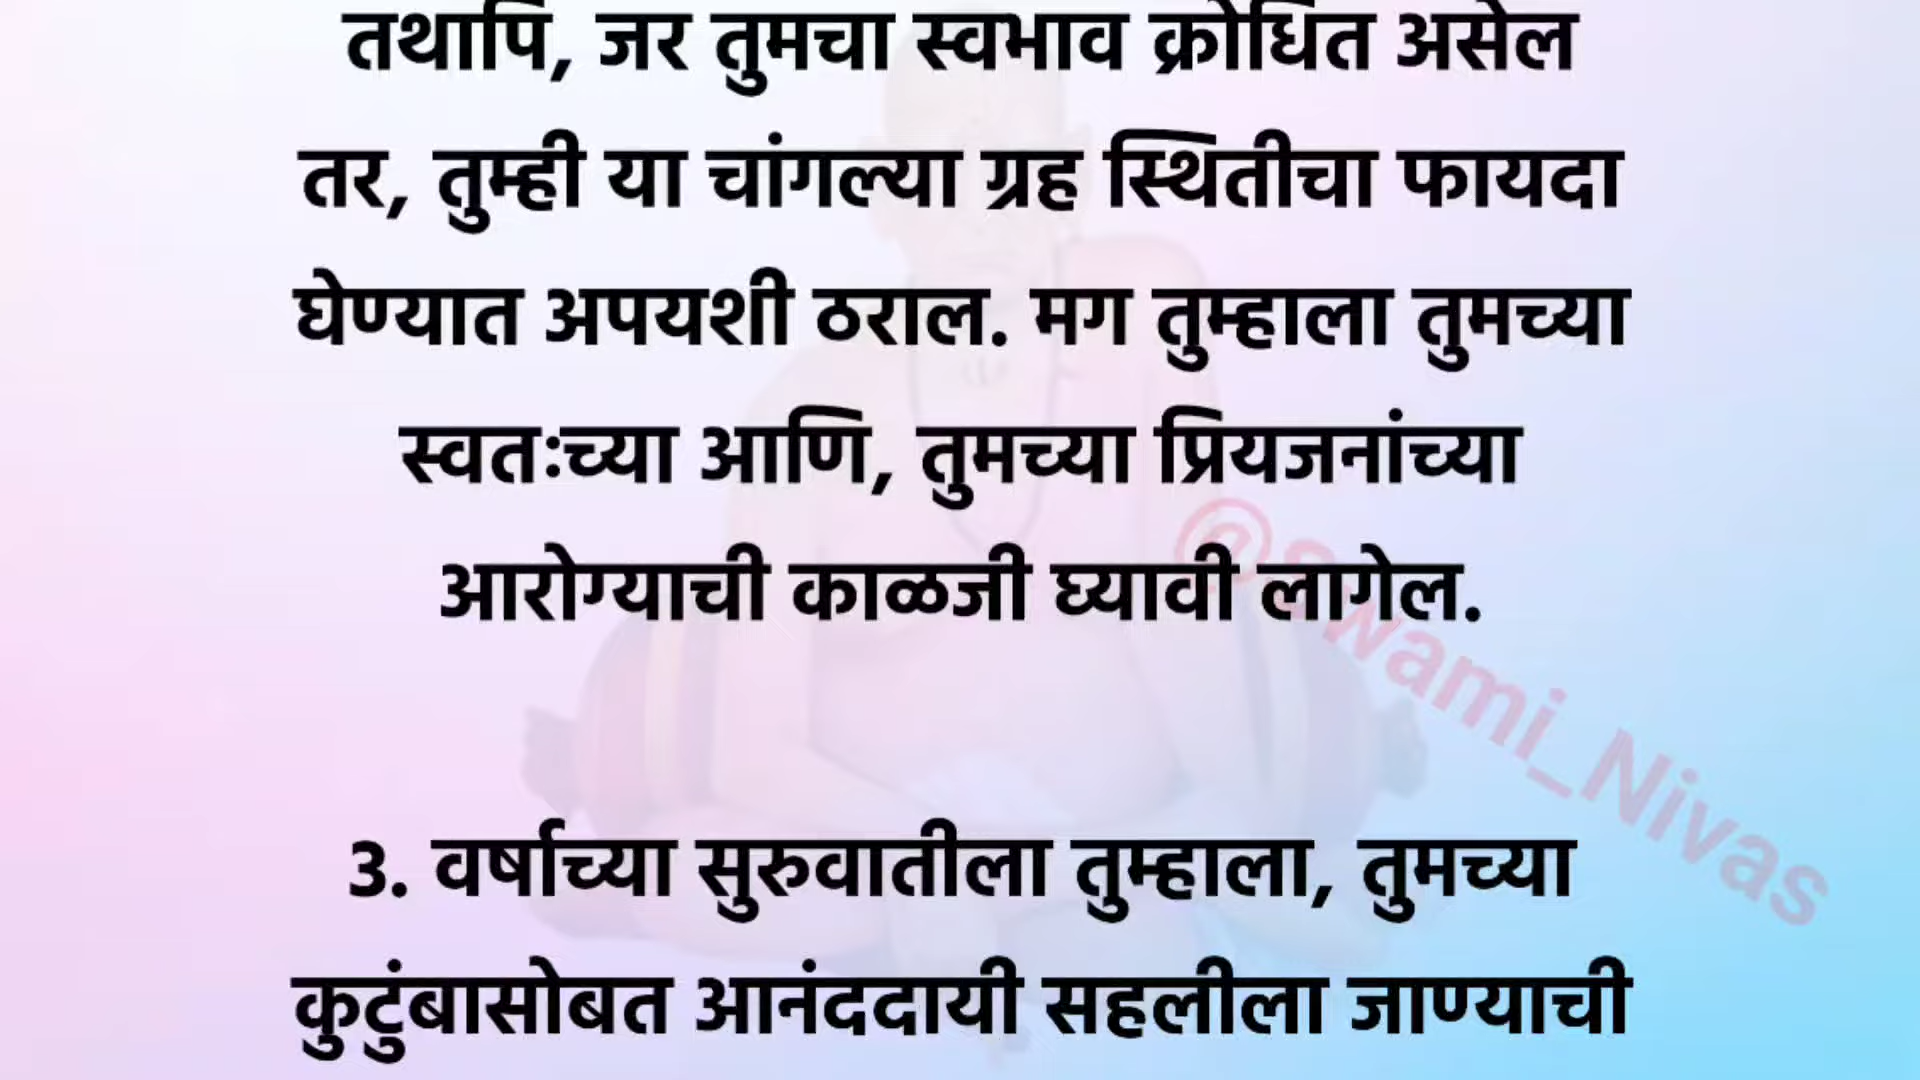 तथापि, जर तुमचा स्वभाव क्रोधित असेल
तर, तुम्ही या चांगल्या ग्रह स्थितीचा फायदा
घेण्यात अपयशी ठराल. मग तुम्हाला तुमच्या
स्वतःच्या आणि, तुमच्या प्रियजनांच्या
आरोग्याची काळजी घ्यावी लागेल.
@Swami_Nivas
3. वर्षाच्या सुरुवातीला तुम्हाला, तुमच्या
कुटुंबासोबत आनंददायी सहलीला जाण्याची